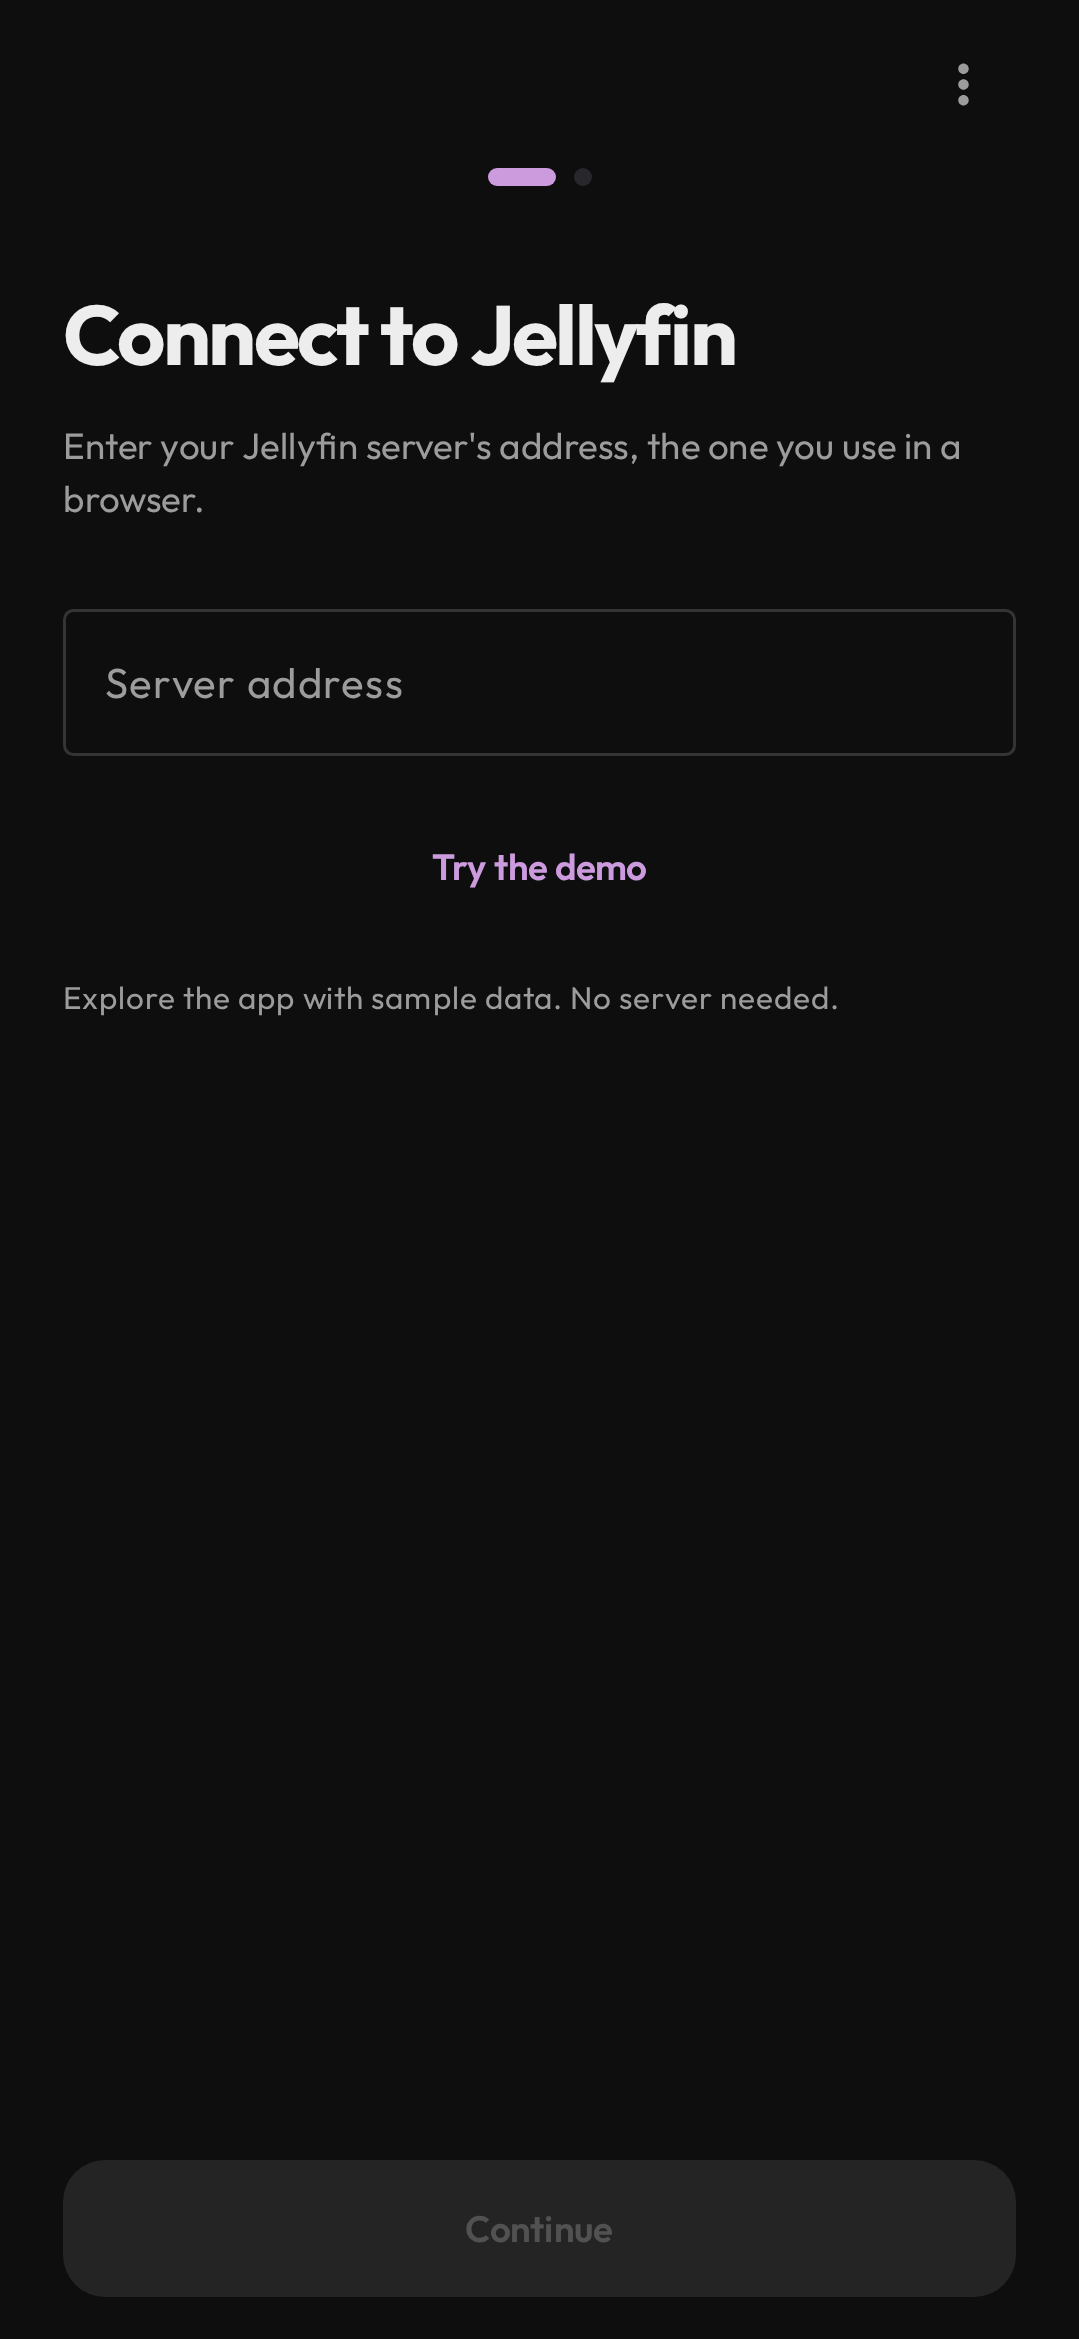 Connect to Jellyfin
Enter your Jellyfin server's address, the one you use in a
browser.
Server address
Try the demo
Explore the app with sample data. No server needed.
Continue